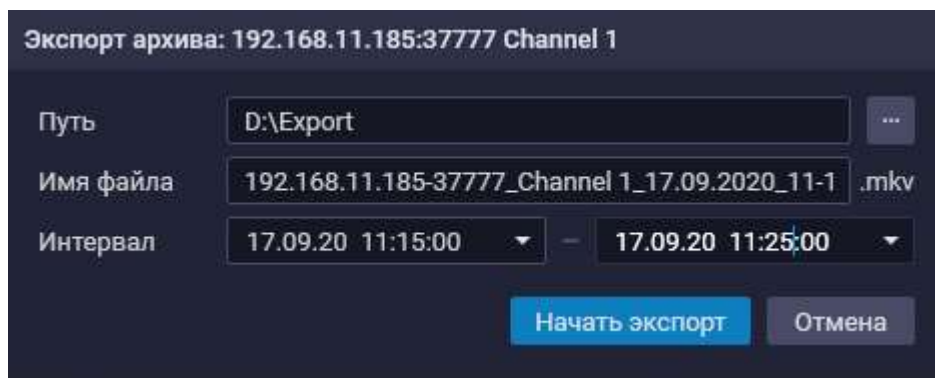 Экспорт архива: 192.168.11.185:37777 Channel 1
Путь D:\Export ...
Имя файла 192.168.11.185-37777_Channel 1_17.09.2020_11-1 .mkv
Интервал 17.09.20 11:15:00 – 17.09.20 11:25:00
Начать экспорт Отмена